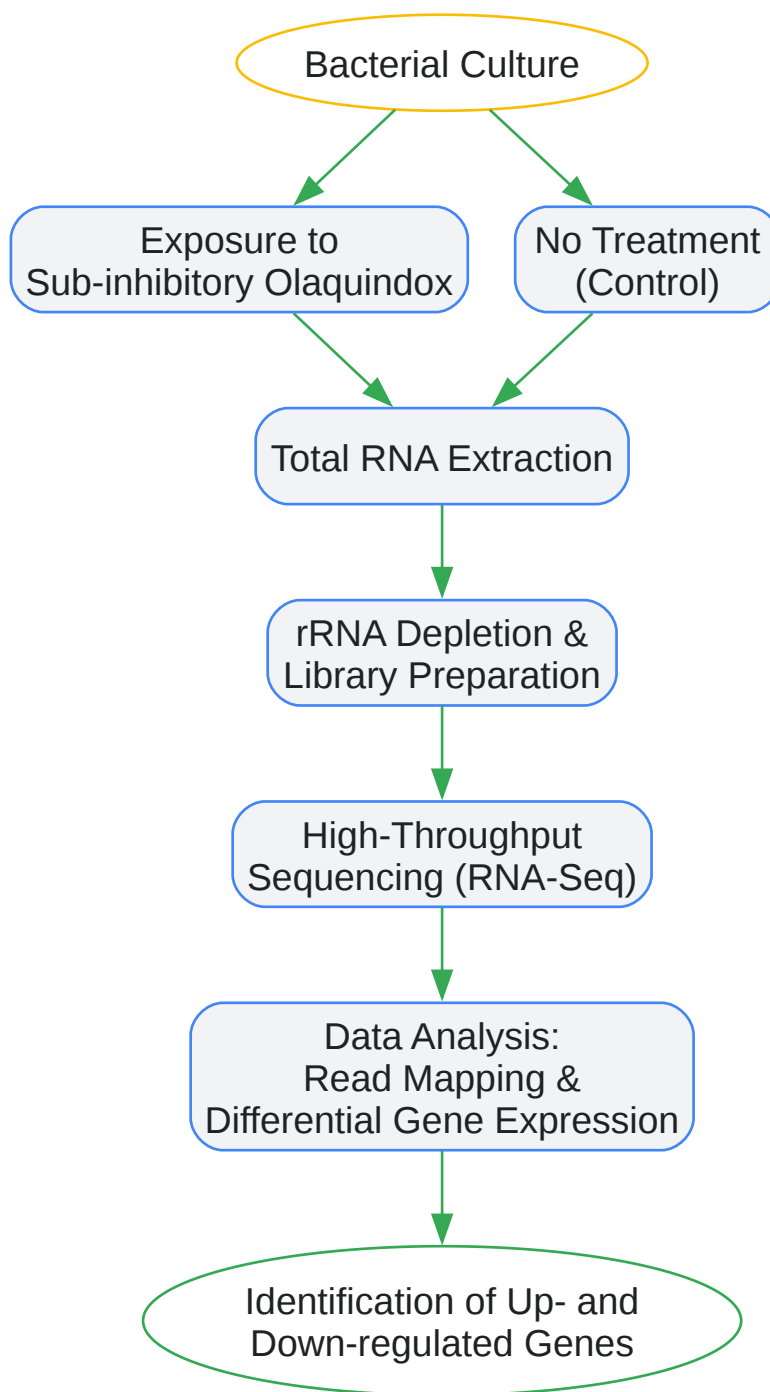 Bacterial Culture
Exposure to
Sub-inhibitory Olaquindox
No Treatment
(Control)
Total RNA Extraction
rRNA Depletion &
Library Preparation
High-Throughput
Sequencing (RNA-Seq)
Data Analysis:
Read Mapping &
Differential Gene Expression
Identification of Up- and
Down-regulated Genes